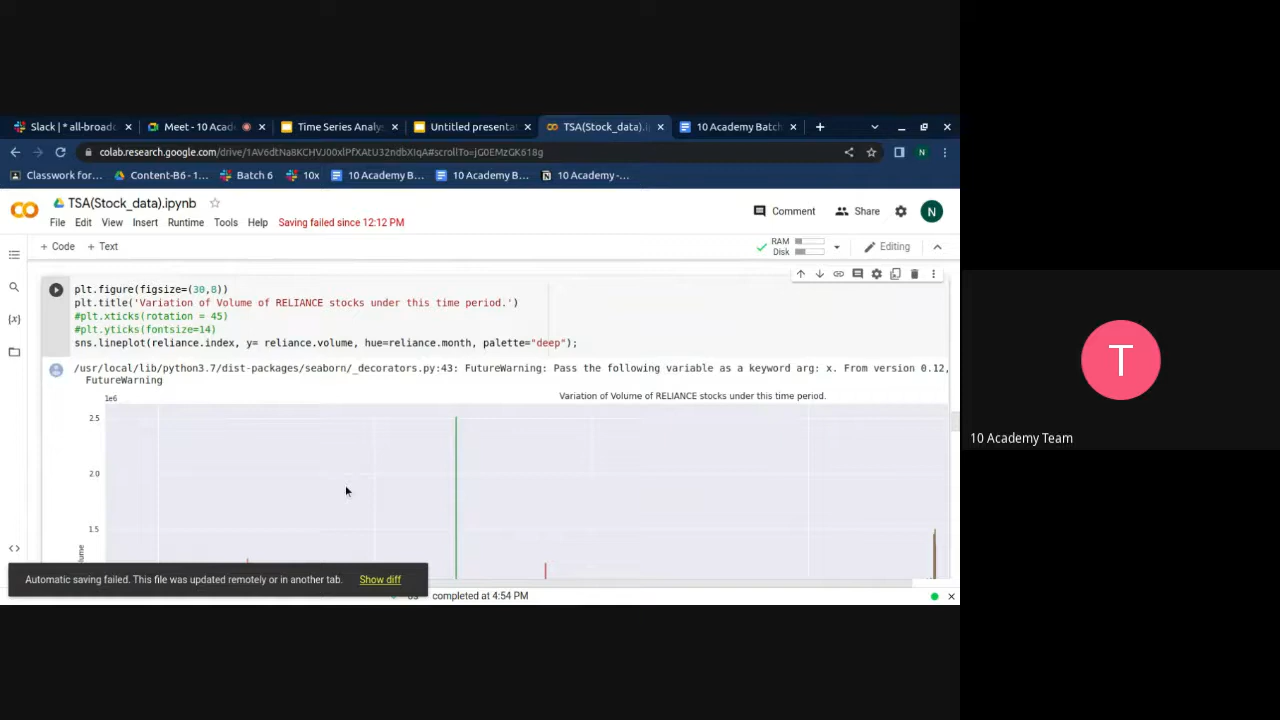 Slack | * all-broad
Meet - 10 Acad
Time Series Analys
Untitled presenta
TSA(Stock_data).i
10 Academy Batch
colab.research.google.com/drive/1AV6dtNa8KCHVJ00xlPfXAtU32ndbXIqA#scrollTo=jG0EMzGK618g
Classwork for...
Content-B6 - 1...
Batch 6
10x
10 Academy B...
10 Academy B...
10 Academy -...
TSA(Stock_data).ipynb
File Edit View Insert Runtime Tools Help Saving failed since 12:12 PM
Comment
Share
N
+ Code + Text
RAM
Disk
Editing
plt.figure(figsize=(30,8))
plt.title('Variation of Volume of RELIANCE stocks under this time period.')
#plt.xticks(rotation = 45)
#plt.yticks(fontsize=14)
sns.lineplot(reliance.index, y= reliance.volume, hue=reliance.month, palette="deep");
/usr/local/lib/python3.7/dist-packages/seaborn/_decorators.py:43: FutureWarning: Pass the following variable as a keyword arg: x. From version 0.12,
FutureWarning
1e6
Variation of Volume of RELIANCE stocks under this time period.
2.5
2.0
1.5
Automatic saving failed. This file was updated remotely or in another tab. Show diff
completed at 4:54 PM
T
10 Academy Team